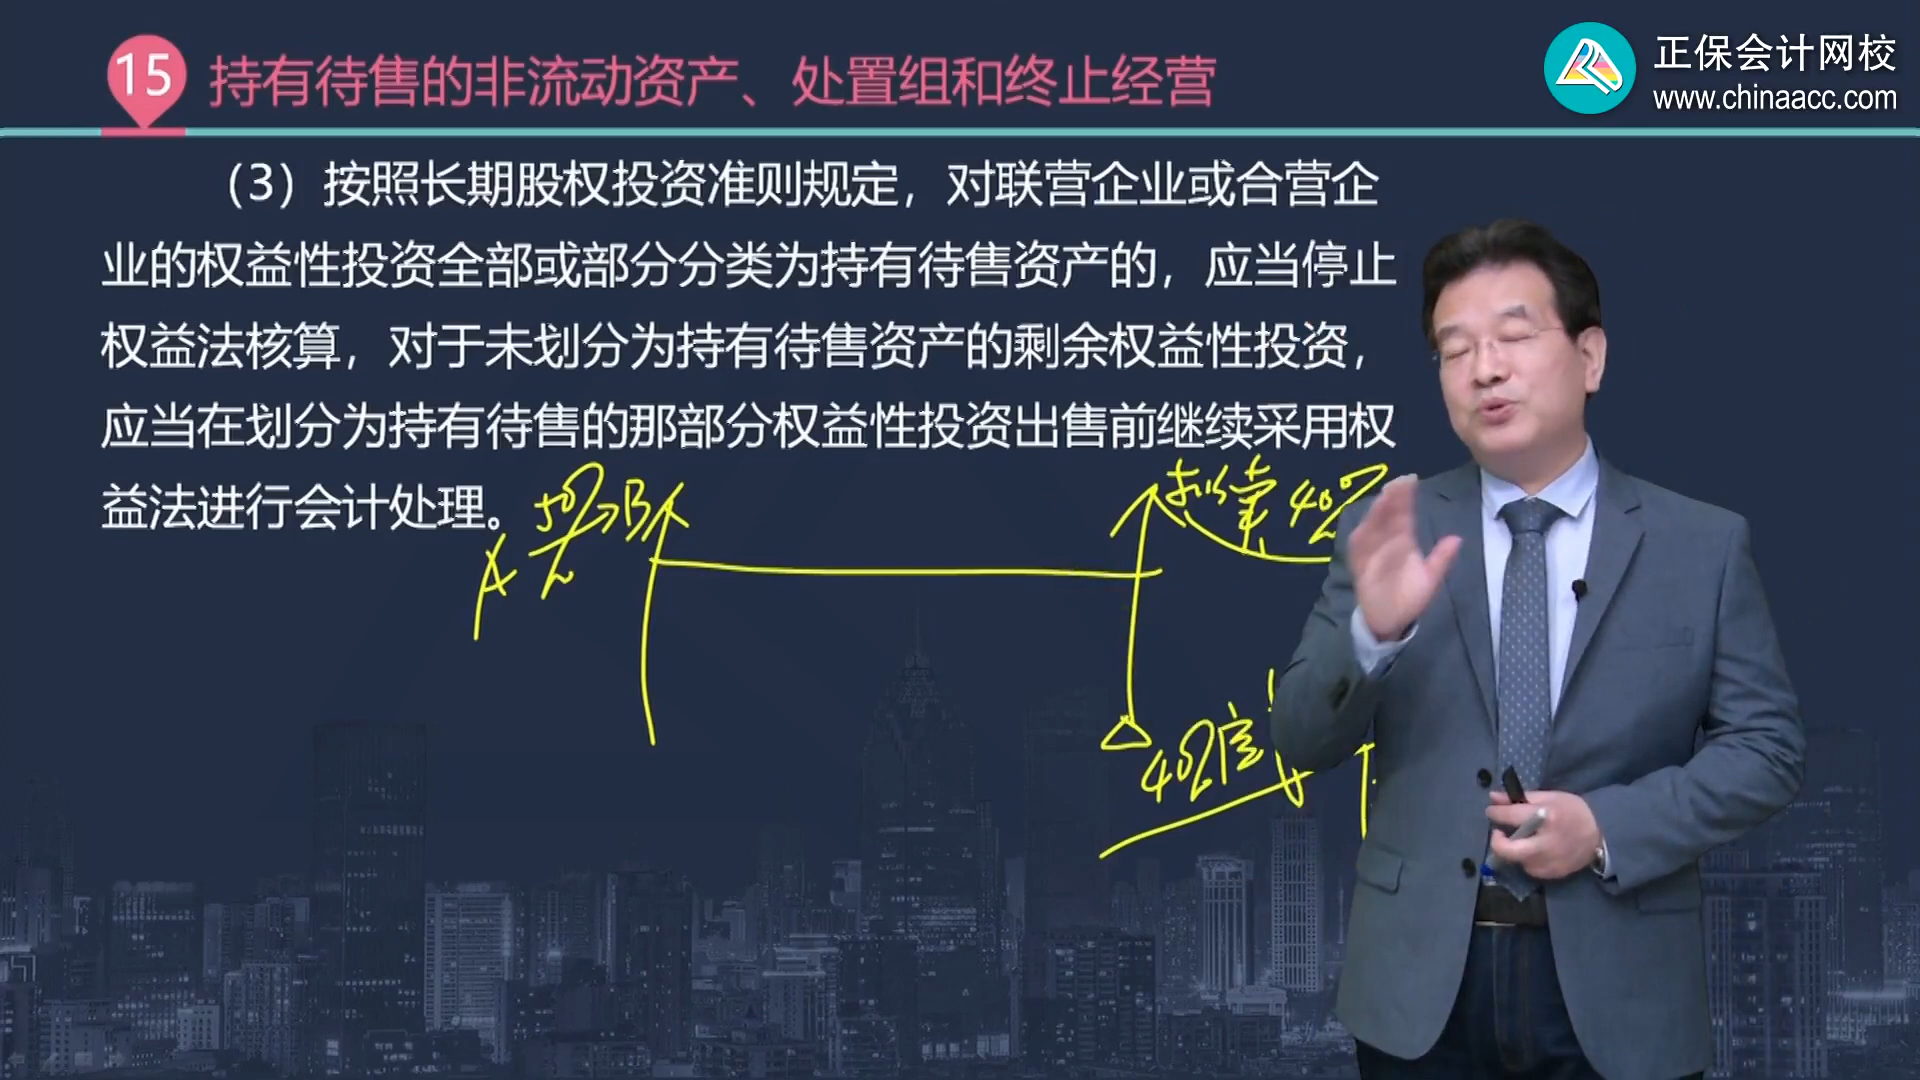 15 持有待售的非流动资产、处置组和终止经营
正保会计网校
www.chinaacc.com
（3）按照长期股权投资准则规定，对联营企业或合营企
业的权益性投资全部或部分分类为持有待售资产的，应当停止
权益法核算，对于未划分为持有待售资产的剩余权益性投资，
应当在划分为持有待售的那部分权益性投资出售前继续采用权
益法进行会计处理。
A 50% → B
40%
40%